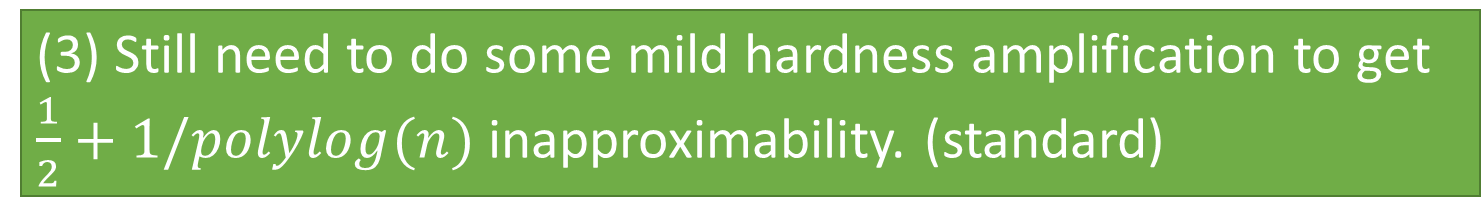 (3) Still need to do some mild hardness amplification to get
1/2 + 1/polylog(n) inapproximability. (standard)